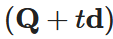 (Q + td)